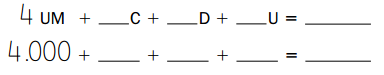 4 UM + ___C + ___D + ___U = ______
4.000 + ____ + ____ + ____ = ______